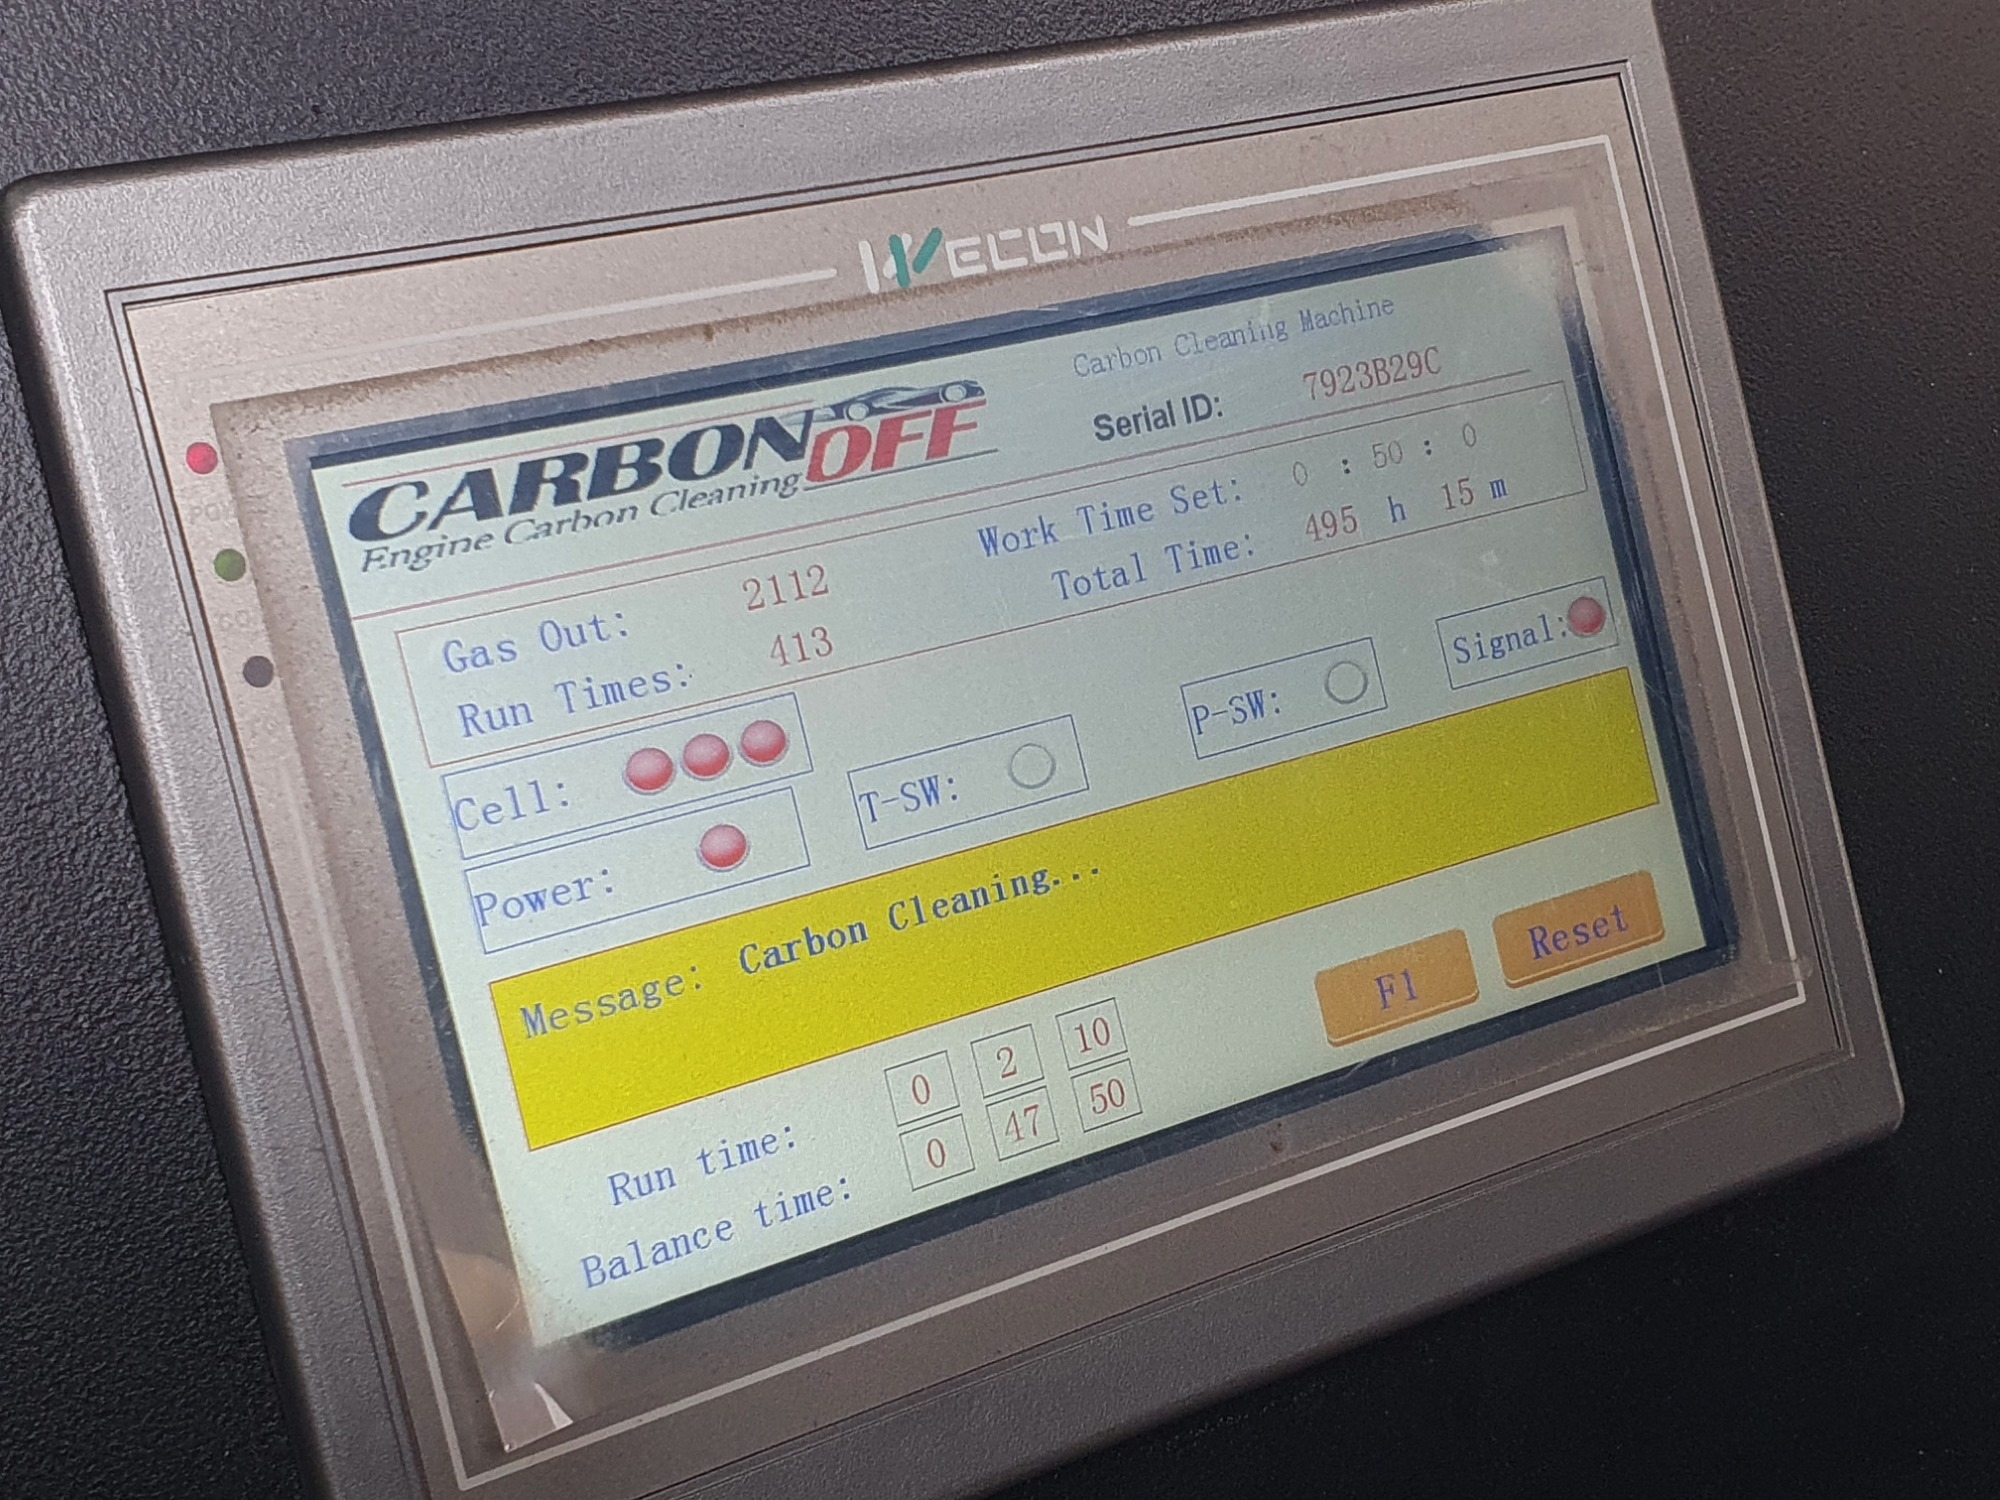 WECON
Carbon Cleaning Machine
CARBON OFF
Engine Carbon Cleaning
Serial ID: 7923B29C
Work Time Set: 0 : 50 : 0
Total Time: 495 h 15 m
Gas Out: 2112
Run Times: 413
Cell:
Power:
T-SW:
P-SW:
Signal:
Message: Carbon Cleaning...
F1
Reset
Run time: 0 2 10
Balance time: 0 47 50